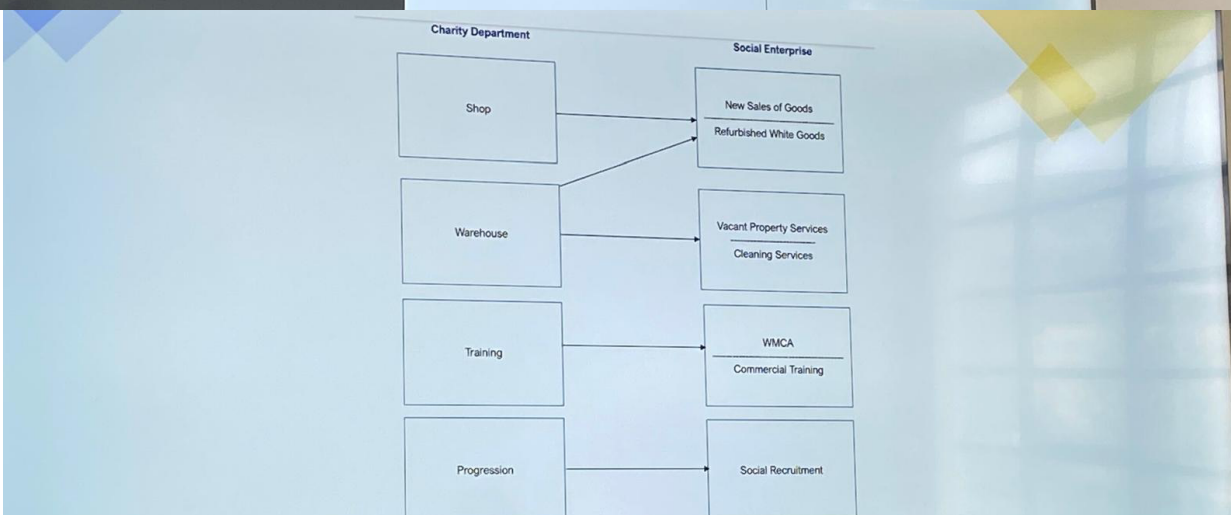 Charity Department
Social Enterprise
Shop
New Sales of Goods
Refurbished White Goods
Warehouse
Vacant Property Services
Cleaning Services
Training
WMCA
Commercial Training
Progression
Social Recruitment